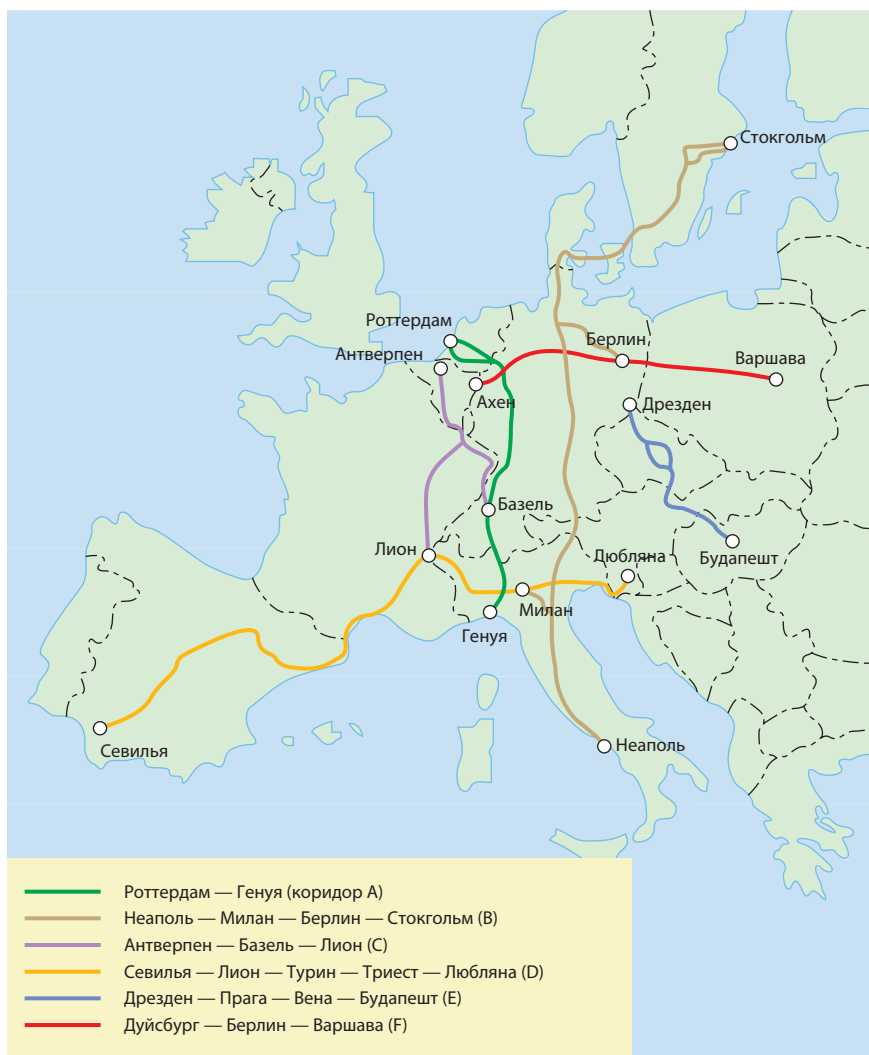 Стокгольм
Роттердам
Антверпен
Берлин
Варшава
Ахен
Дрезден
Базель
Лион
Любляна
Будапешт
Милан
Генуя
Севилья
Неаполь
Роттердам — Генуя (коридор A)
Неаполь — Милан — Берлин — Стокгольм (B)
Антверпен — Базель — Лион (C)
Севилья — Лион — Турин — Триест — Любляна (D)
Дрезден — Прага — Вена — Будапешт (E)
Дуйсбург — Берлин — Варшава (F)